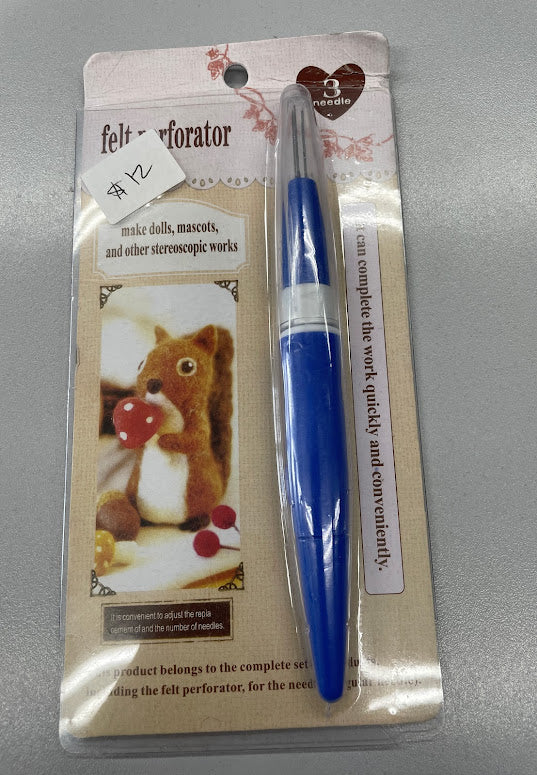 3
needle
felt perforator
$12
make dolls, mascots,
and other stereoscopic works
it can complete the work quickly and conveniently.
It is convenient to adjust the repla
cement of and the number of needles.
product belongs to the complete set
including the felt perforator, for the